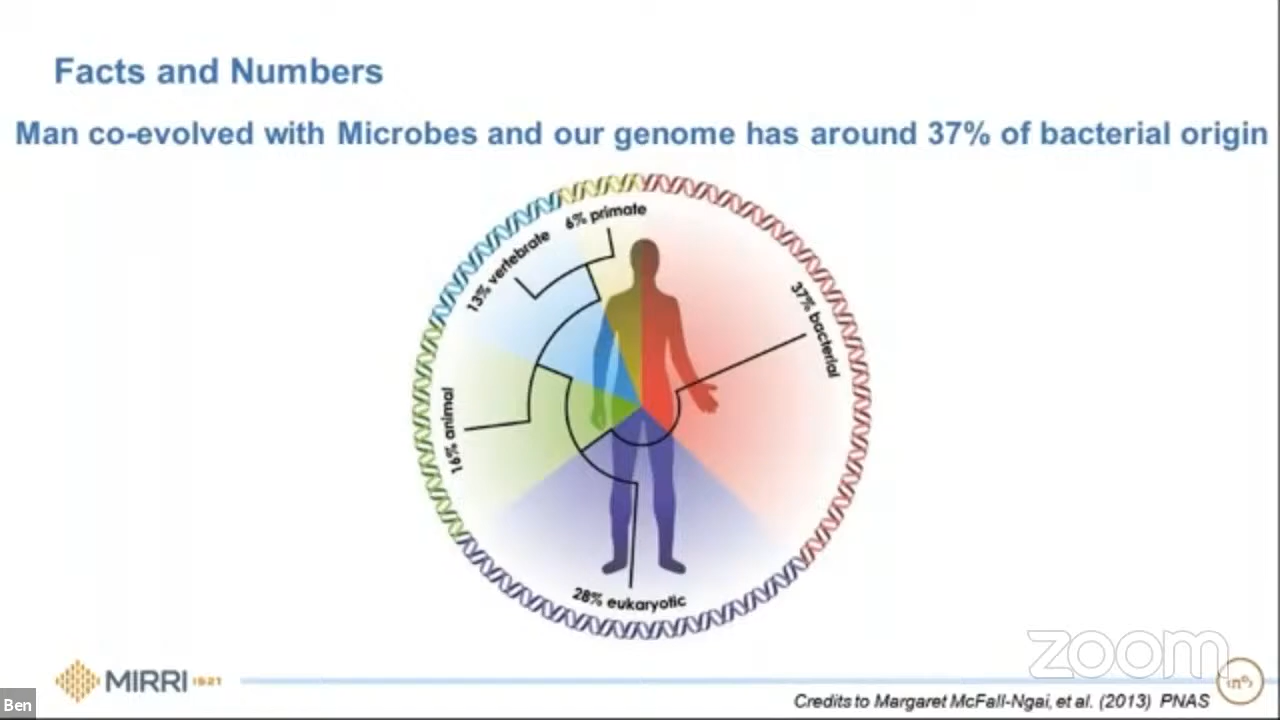 Facts and Numbers
Man co-evolved with Microbes and our genome has around 37% of bacterial origin
6% primate
13% vertebrate
37% bacterial
16% animal
28% eukaryotic
zoom
MIRRI IS21
Ben
Credits to Margaret McFall-Ngai, et al. (2013) PNAS